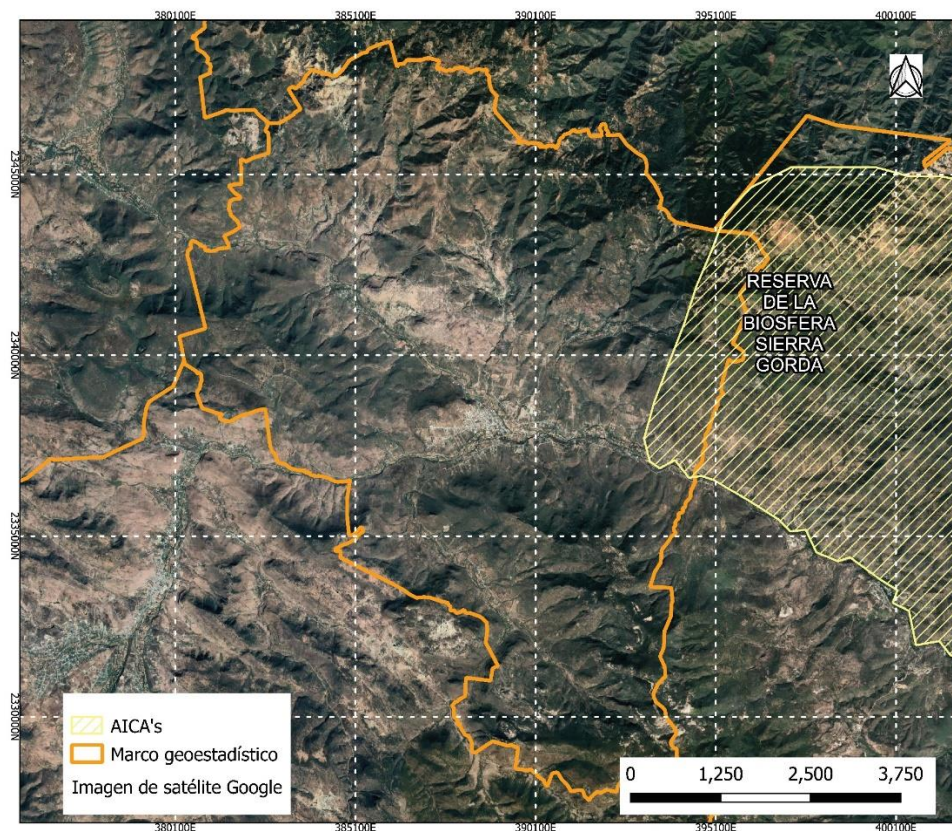 380100E 385100E 390100E 395100E 400100E
2345000N
2340000N
2335000N
2330000N
RESERVA
DE LA
BIOSFERA
SIERRA
GORDA
AICA's
Marco geoestadístico
Imagen de satélite Google
0 1,250 2,500 3,750
380100E 385100E 390100E 395100E 400100E